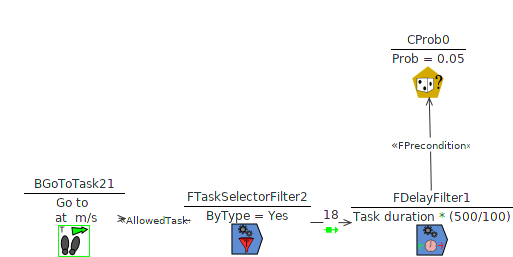 CProb0
Prob = 0.05
?
«FPrecondition»
BGoToTask21
Go to
at m/s
T
«AllowedTask»
FTaskSelectorFilter2
ByType = Yes
18
FDelayFilter1
Task duration * (500/100)